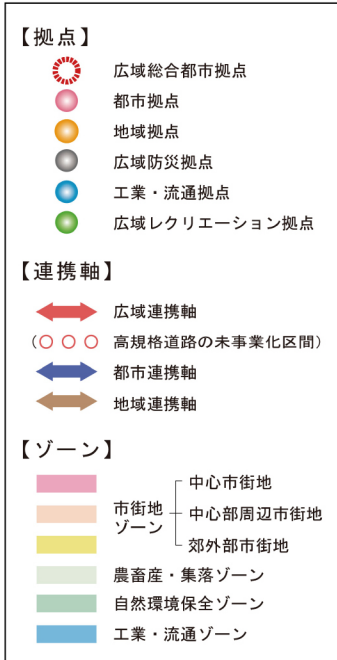 【拠点】
広域総合都市拠点
都市拠点
地域拠点
広域防災拠点
工業・流通拠点
広域レクリエーション拠点
【連携軸】
広域連携軸
(○ ○ ○ 高規格道路の未事業化区間)
都市連携軸
地域連携軸
【ゾーン】
市街地ゾーン
中心市街地
中心部周辺市街地
郊外部市街地
農畜産・集落ゾーン
自然環境保全ゾーン
工業・流通ゾーン